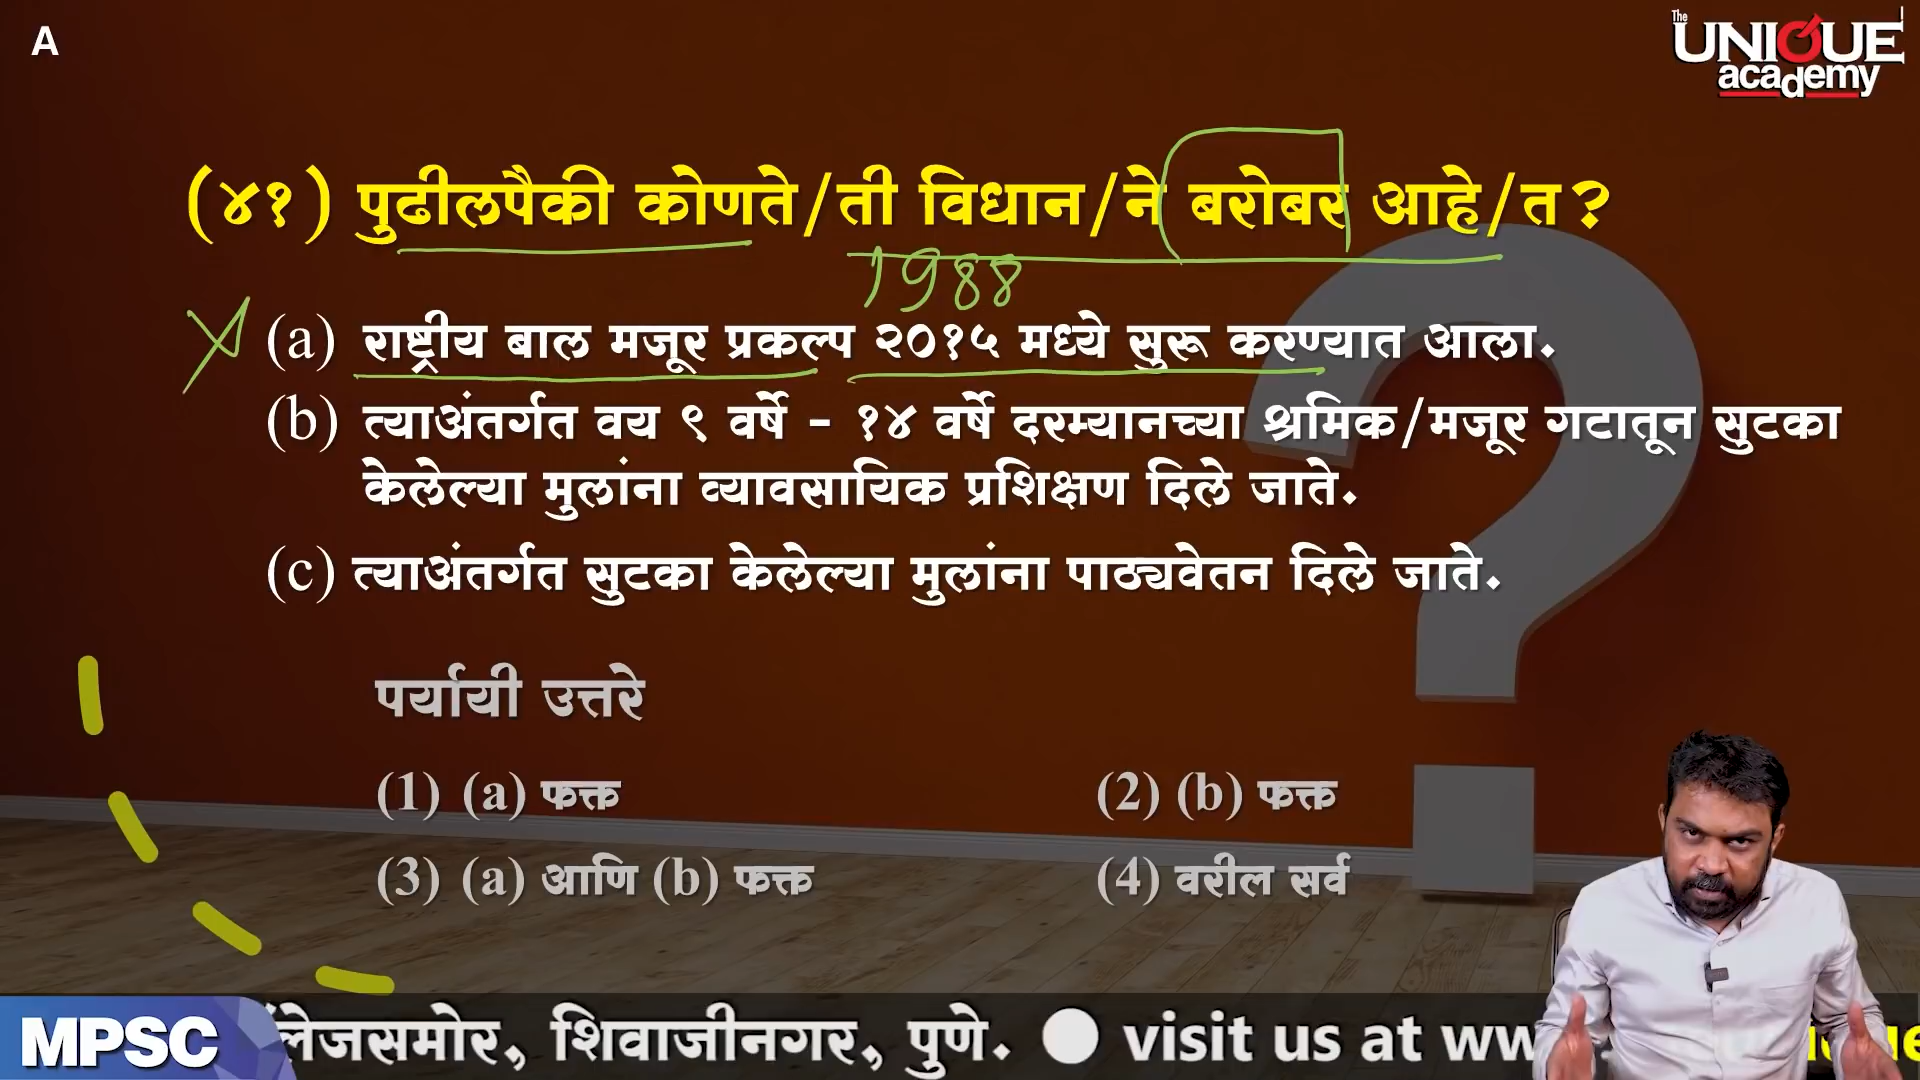 A
The
UNIQUE
academy
(४१) पुढीलपैकी कोणते/ती विधान/ने बरोबर आहे/त?
1988
(a) राष्ट्रीय बाल मजूर प्रकल्प २०१५ मध्ये सुरू करण्यात आला.
(b) त्याअंतर्गत वय ९ वर्षे - १४ वर्षे दरम्यानच्या श्रमिक/मजूर गटातून सुटका
केलेल्या मुलांना व्यावसायिक प्रशिक्षण दिले जाते.
(c) त्याअंतर्गत सुटका केलेल्या मुलांना पाठ्यवेतन दिले जाते.
पर्यायी उत्तरे
(1) (a) फक्त
(2) (b) फक्त
(3) (a) आणि (b) फक्त
(4) वरील सर्व
MPSC
लेजसमोर, शिवाजीनगर, पुणे. visit us at ww